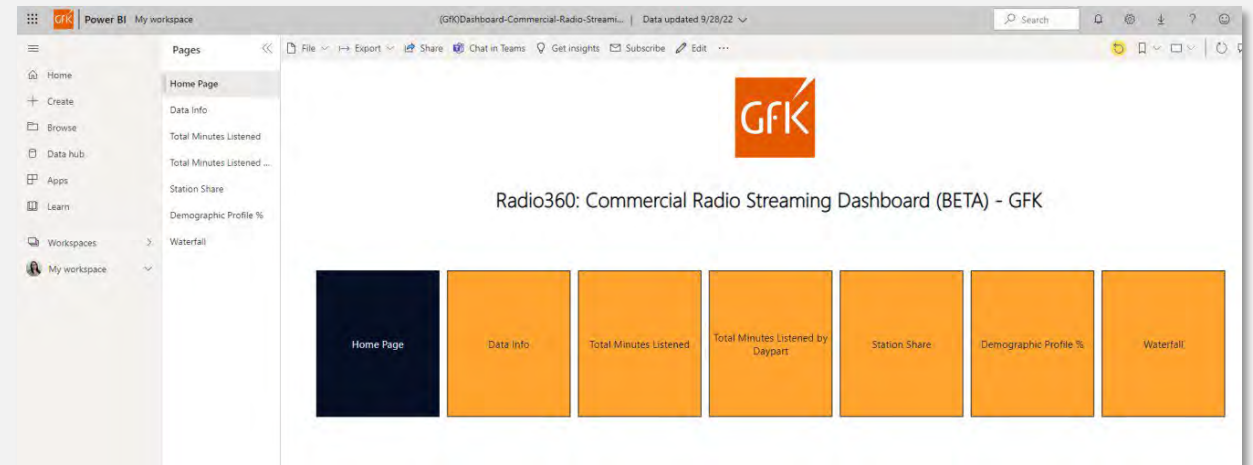 GfK Power BI My workspace (GfK)Dashboard-Commercial-Radio-Streami... | Data updated 9/28/22 Search
Pages
File Export Share Chat in Teams Get insights Subscribe Edit ...
Home
Create
Browse
Data hub
Apps
Learn
Workspaces
My workspace
Home Page
Data Info
Total Minutes Listened
Total Minutes Listened ...
Station Share
Demographic Profile %
Waterfall
GfK
Radio360: Commercial Radio Streaming Dashboard (BETA) - GFK
Home Page
Data Info
Total Minutes Listened
Total Minutes Listened by
Daypart
Station Share
Demographic Profile %
Waterfall